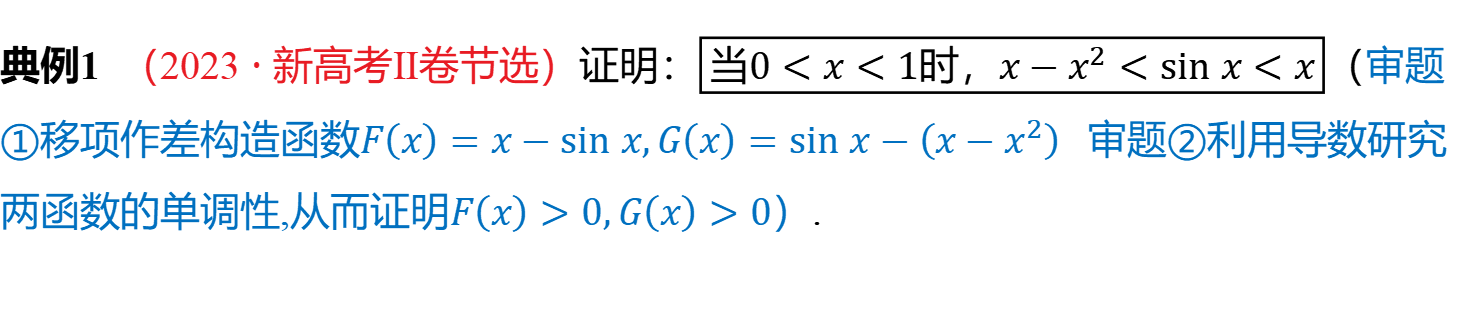 典例1 （2023 · 新高考II卷节选）证明：当0 < x < 1时，x − x² < sin x < x（审题
①移项作差构造函数F(x) = x − sin x, G(x) = sin x − (x − x²) 审题②利用导数研究
两函数的单调性,从而证明F(x) > 0, G(x) > 0）.